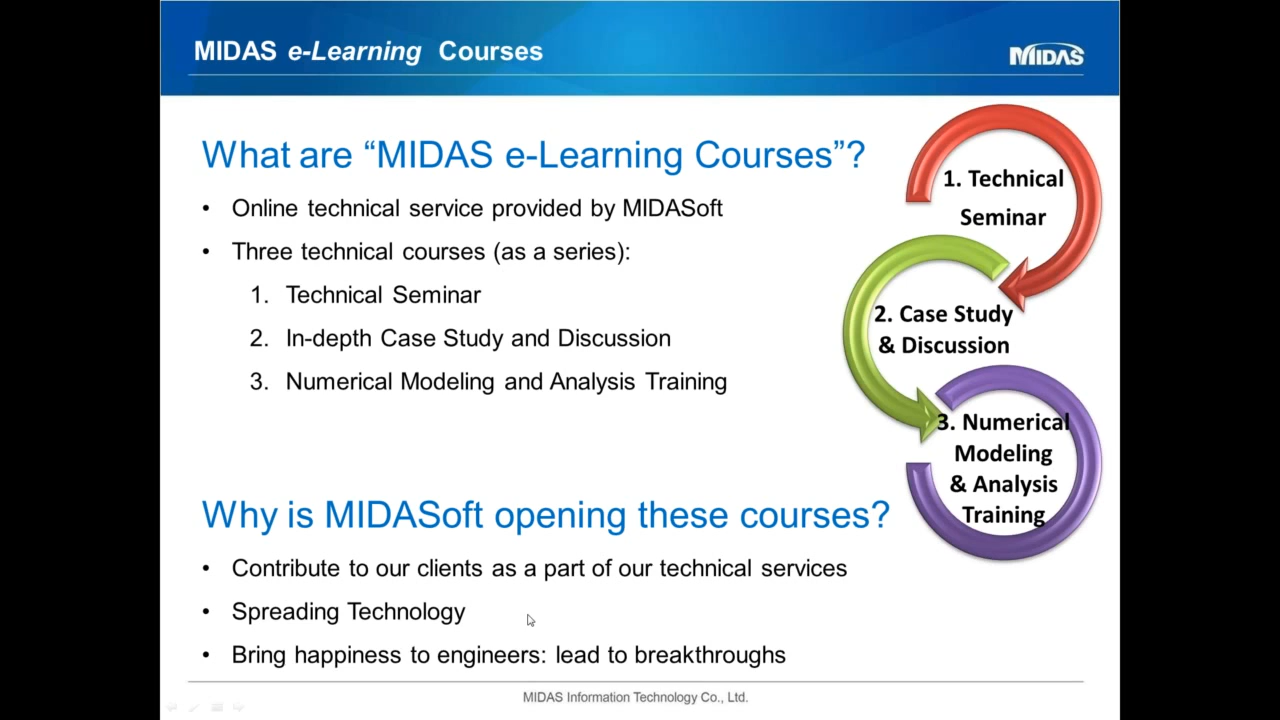 MIDAS e-Learning Courses
MIDAS
What are “MIDAS e-Learning Courses”?
• Online technical service provided by MIDASoft
• Three technical courses (as a series):
1. Technical Seminar
2. In-depth Case Study and Discussion
3. Numerical Modeling and Analysis Training
1. Technical
Seminar
2. Case Study
& Discussion
3. Numerical
Modeling
& Analysis
Training
Why is MIDASoft opening these courses?
• Contribute to our clients as a part of our technical services
• Spreading Technology
• Bring happiness to engineers: lead to breakthroughs
MIDAS Information Technology Co., Ltd.